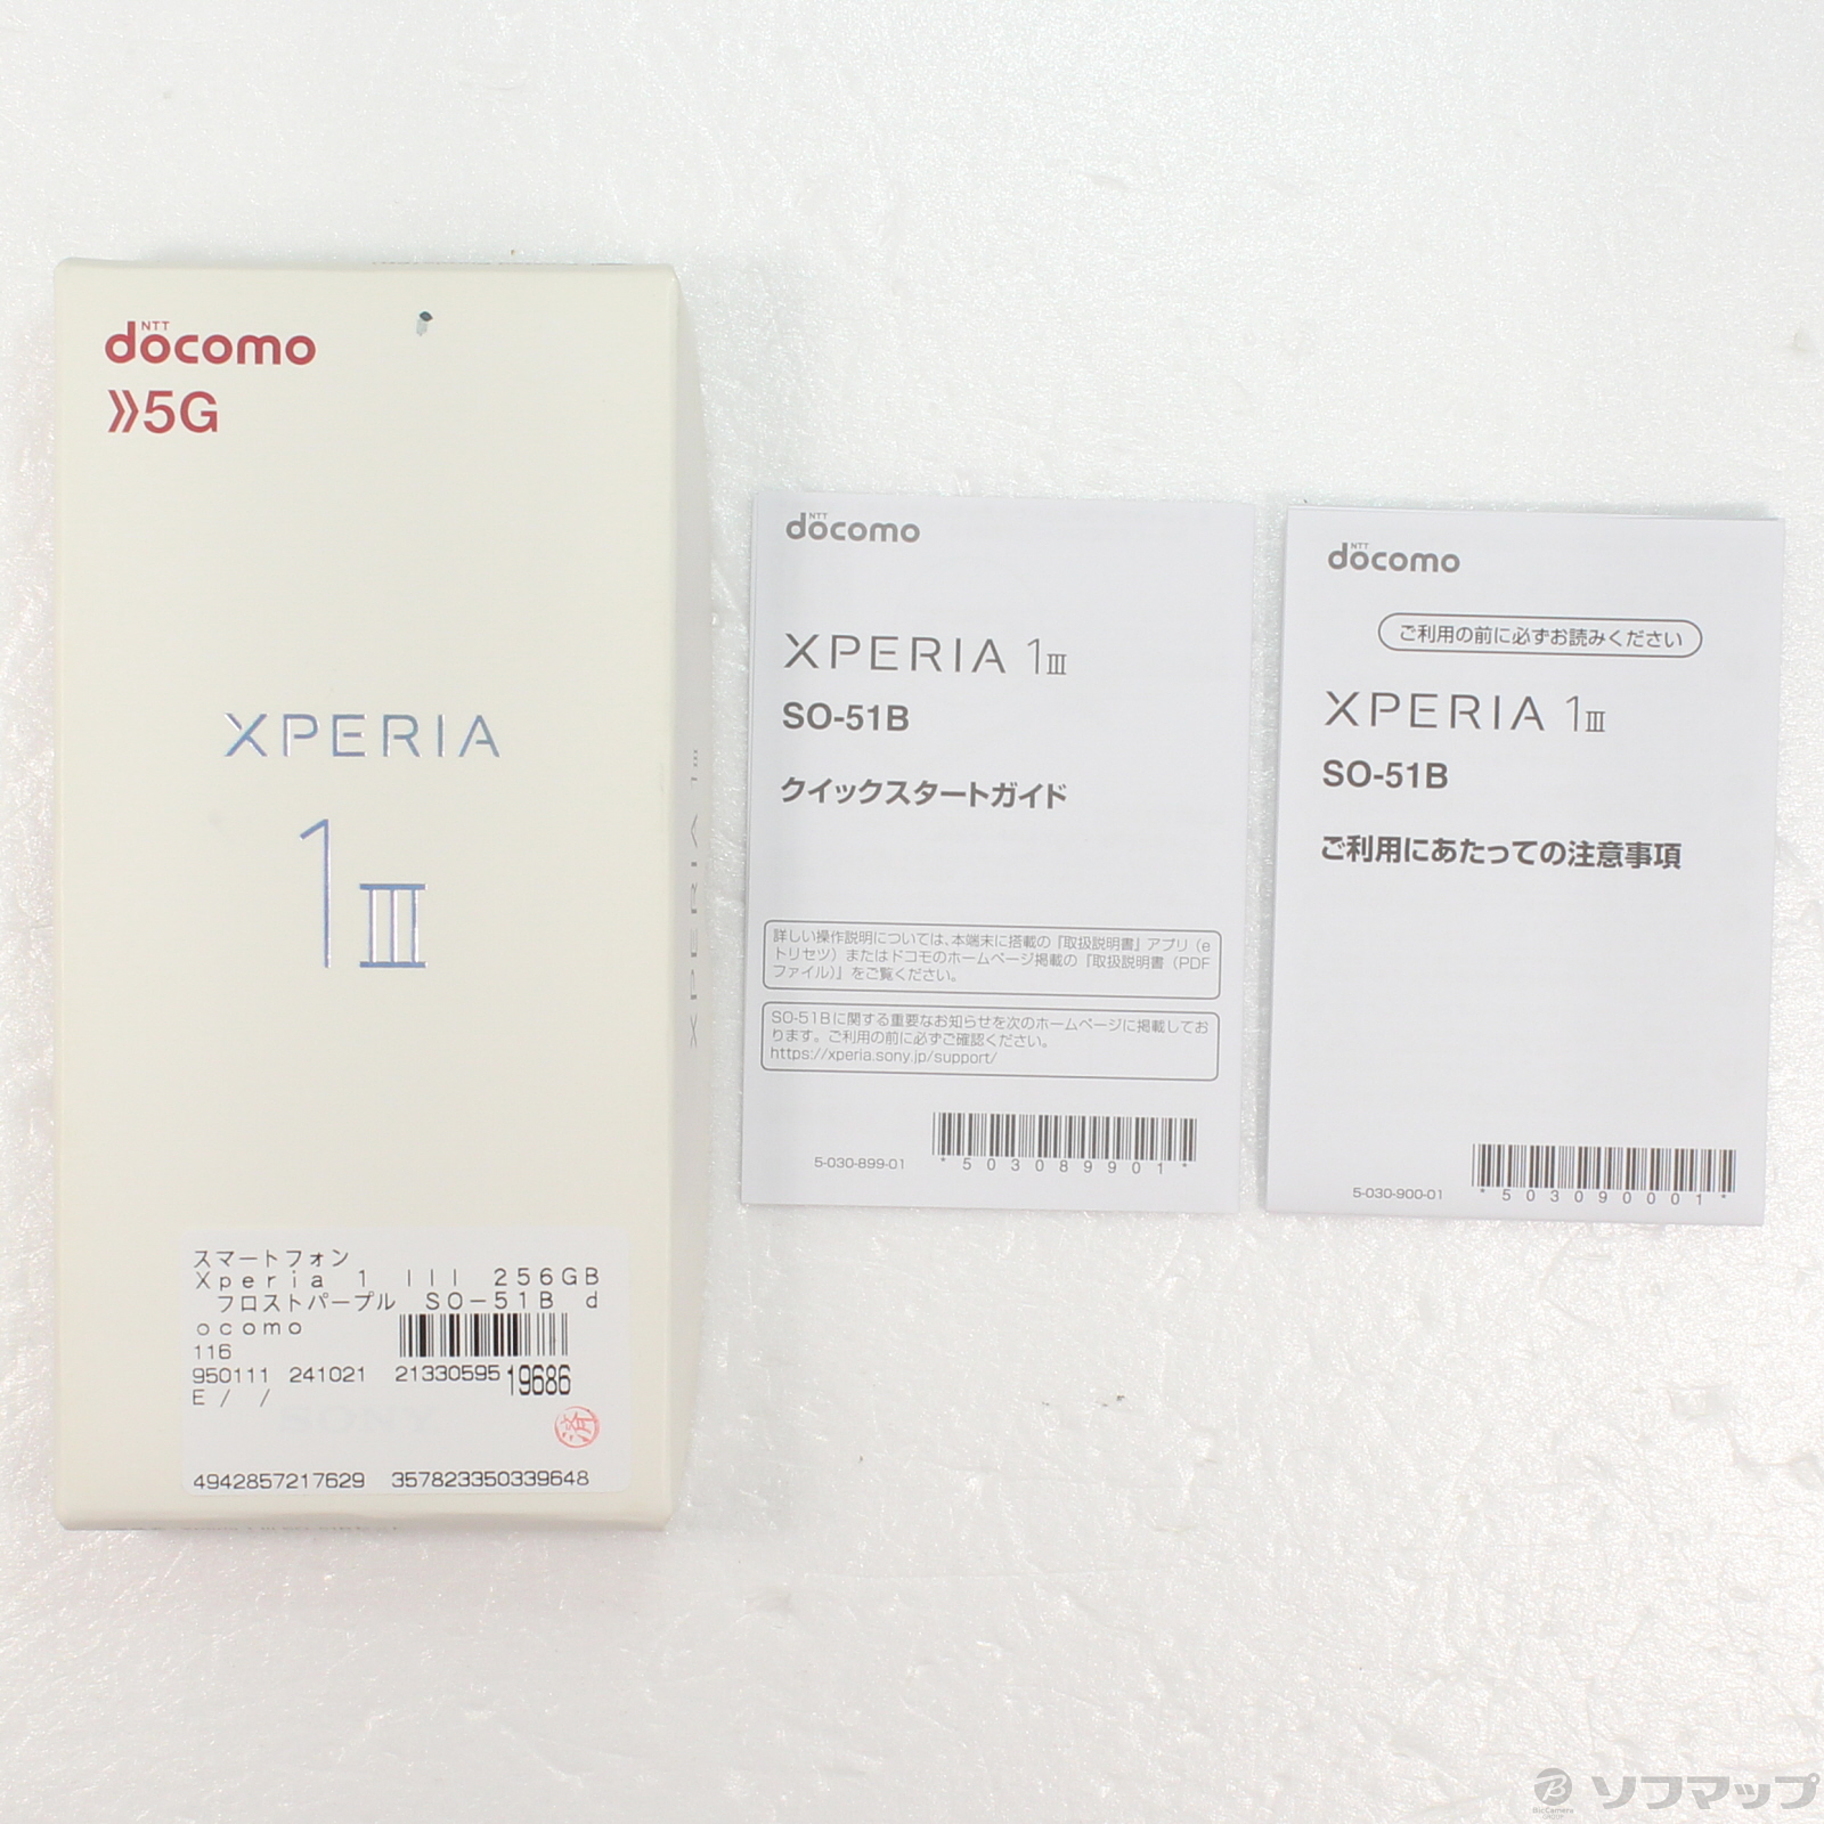 NTT
docomo
5G
XPERIA
1III
XPERIA 1III
スマートフォン
Xperia 1 III 256GB
フロストパープル SO-51B d
ocomo
116
950111 241021 2133059519686
E / /
4942857217629 357823350339648
NTT
docomo
XPERIA 1III
SO-51B
クイックスタートガイド
詳しい操作説明については、本端末に搭載の『取扱説明書』アプリ（e
トリセツ）またはドコモのホームページ掲載の『取扱説明書（PDF
ファイル）』をご覧ください。
SO-51Bに関する重要なお知らせを次のホームページに掲載してお
ります。ご利用の前に必ずご確認ください。
https://xperia.sony.jp/support/
5-030-899-01
*503089901*
NTT
docomo
ご利用の前に必ずお読みください
XPERIA 1III
SO-51B
ご利用にあたっての注意事項
5-030-900-01
*503090001*
BicCamera
GROUP
ソフマップ